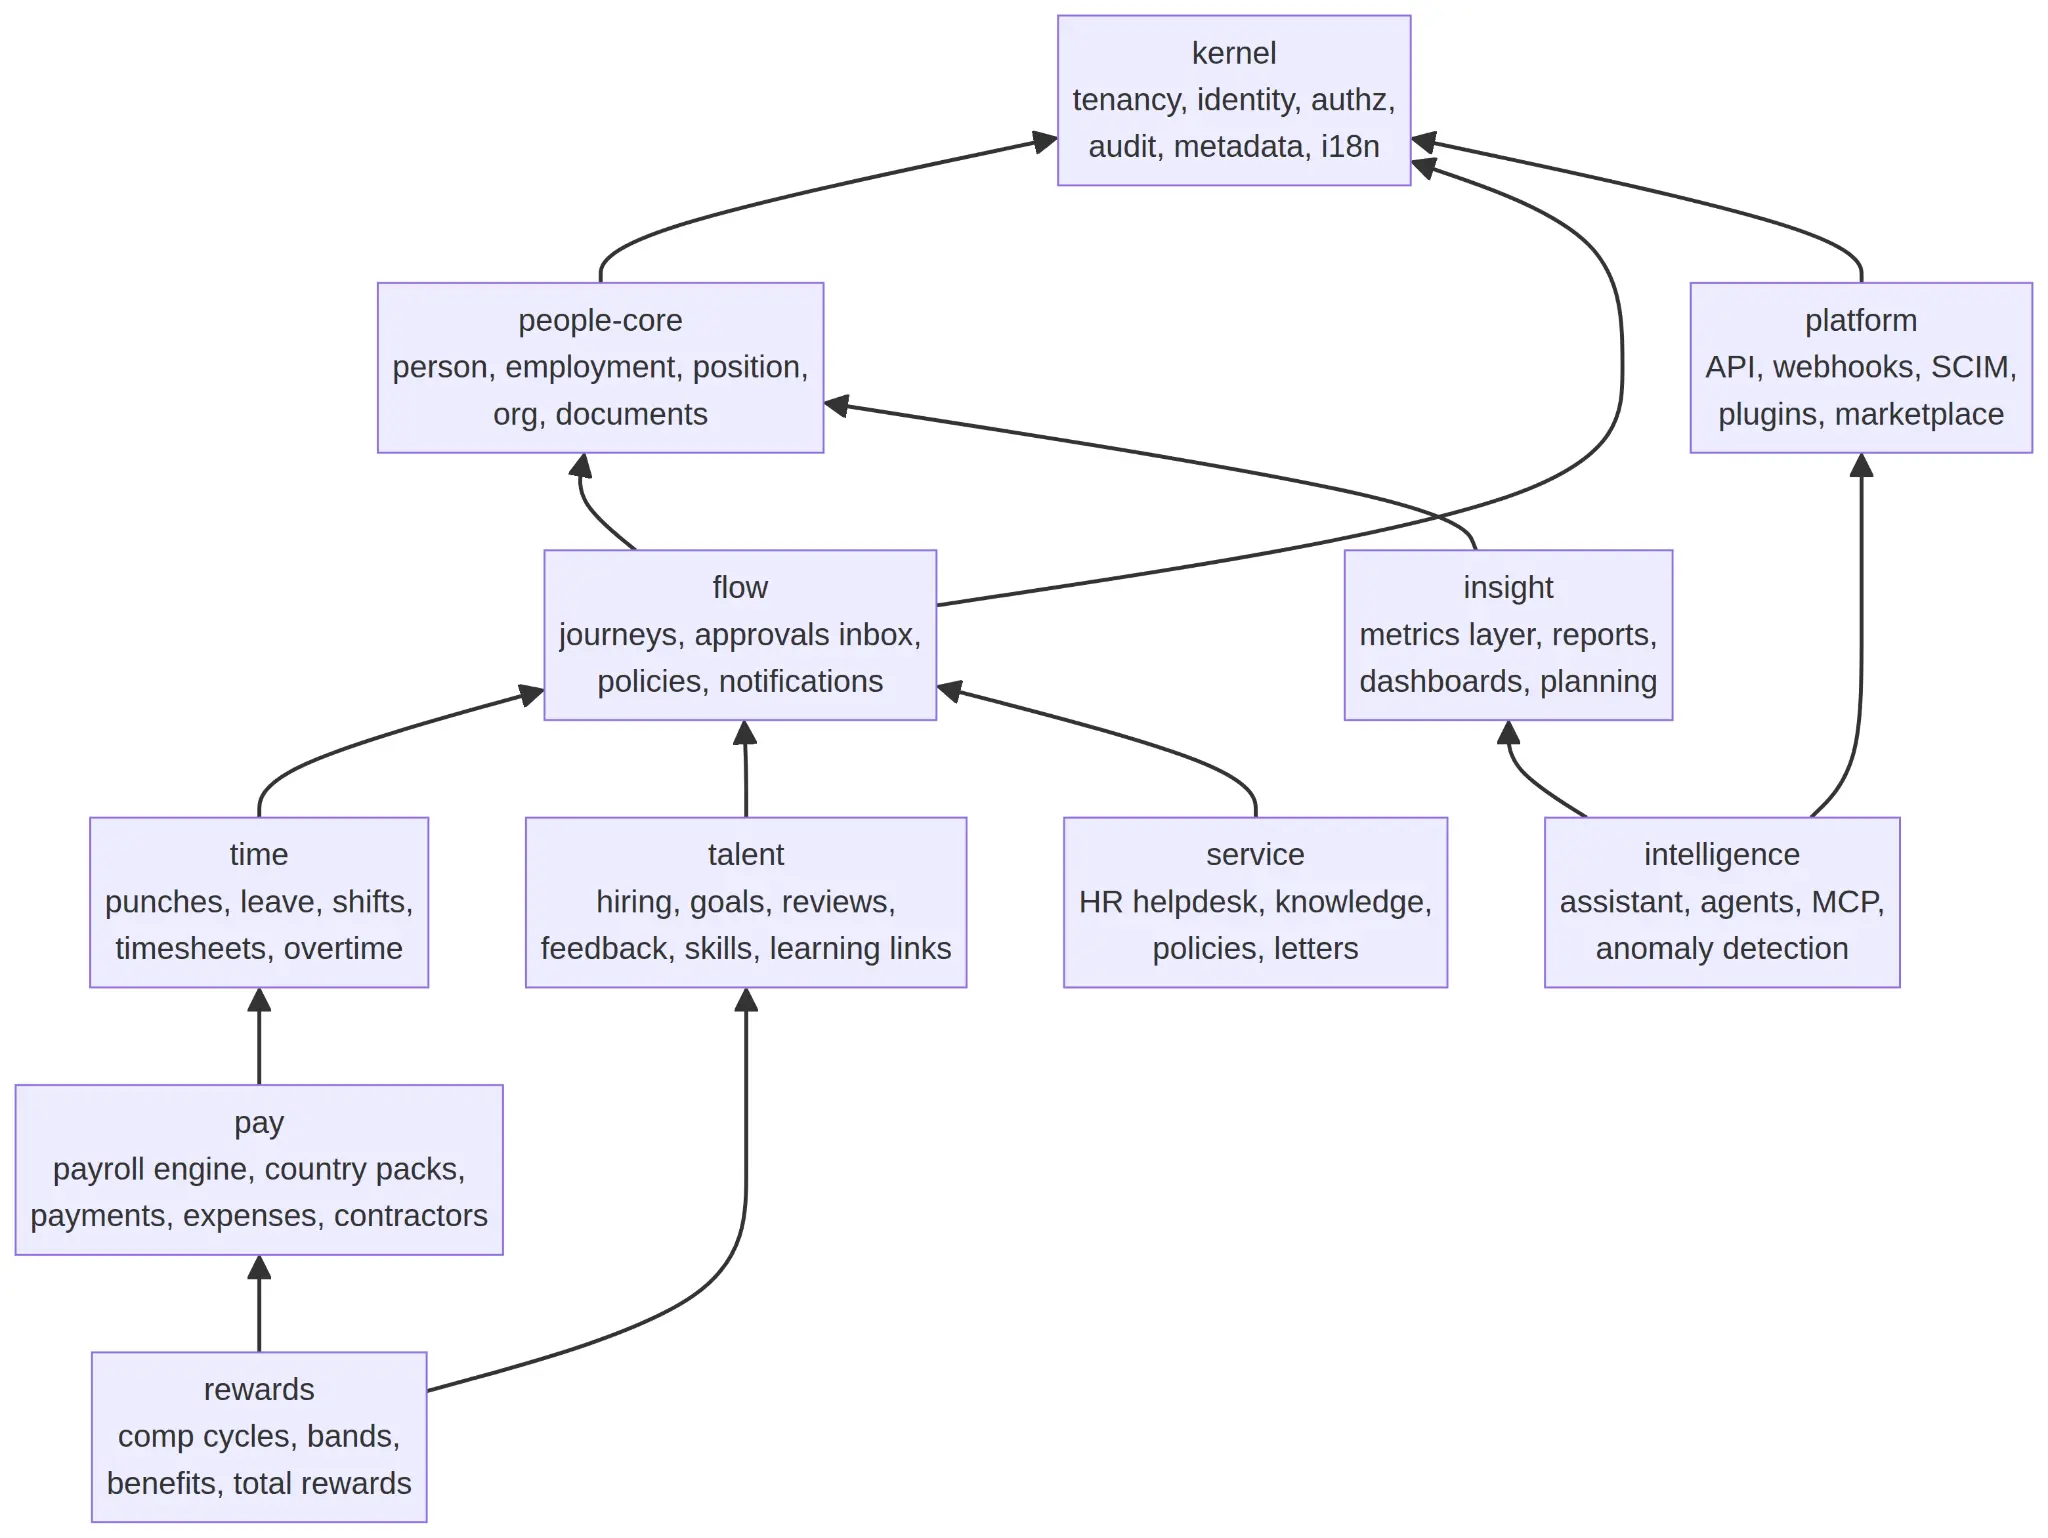 kernel
tenancy, identity, authz,
audit, metadata, i18n
people-core
person, employment, position,
org, documents
platform
API, webhooks, SCIM,
plugins, marketplace
flow
journeys, approvals inbox,
policies, notifications
insight
metrics layer, reports,
dashboards, planning
time
punches, leave, shifts,
timesheets, overtime
talent
hiring, goals, reviews,
feedback, skills, learning links
service
HR helpdesk, knowledge,
policies, letters
intelligence
assistant, agents, MCP,
anomaly detection
pay
payroll engine, country packs,
payments, expenses, contractors
rewards
comp cycles, bands,
benefits, total rewards